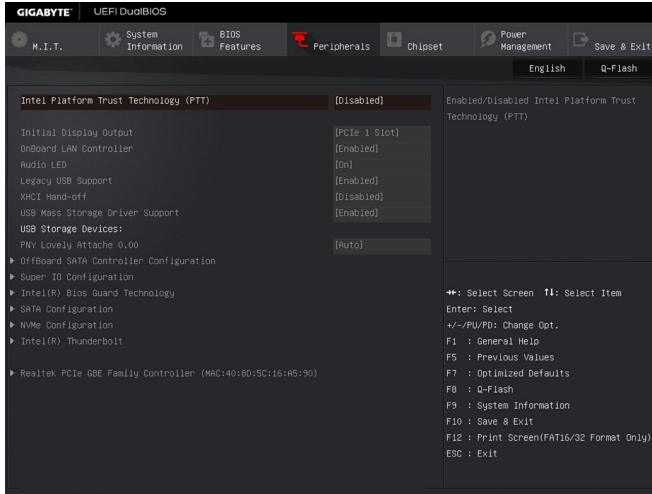 GIGABYTE™ UEFI DualBIOS
M.I.T. System Information BIOS Features Peripherals Chipset Power Management Save & Exit
English Q-Flash
Intel Platform Trust Technology (PTT) [Disabled]
Initial Display Output [PCIe 1 Slot]
OnBoard LAN Controller [Enabled]
Audio LED [On]
Legacy USB Support [Enabled]
XHCI Hand-off [Disabled]
USB Mass Storage Driver Support [Enabled]
USB Storage Devices:
PNY Lovely Attache 0.00 [Auto]
OffBoard SATA Controller Configuration
Super IO Configuration
Intel(R) Bios Guard Technology
SATA Configuration
NVMe Configuration
Intel(R) Thunderbolt
Realtek PCIe GBE Family Controller (MAC:40:8D:5C:16:A5:90)
Enabled/Disabled Intel Platform Trust
Technology (PTT)
→←: Select Screen ↑↓: Select Item
Enter: Select
+/-/PU/PD: Change Opt.
F1 : General Help
F5 : Previous Values
F7 : Optimized Defaults
F8 : Q-Flash
F9 : System Information
F10 : Save & Exit
F12 : Print Screen(FAT16/32 Format Only)
ESC : Exit